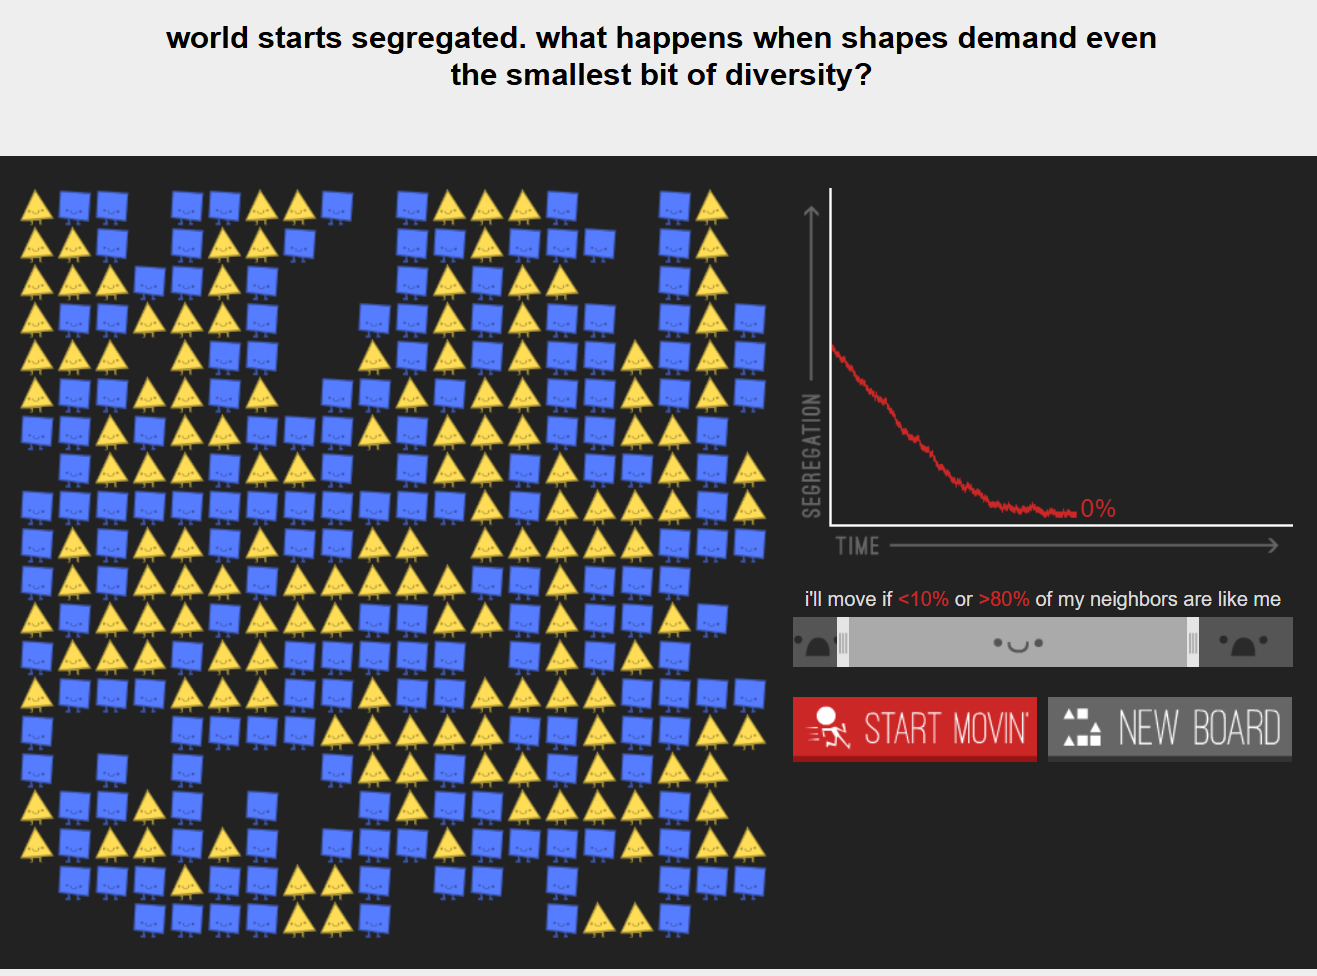 world starts segregated. what happens when shapes demand even
the smallest bit of diversity?
SEGREGATION
0%
TIME
i'll move if <10% or >80% of my neighbors are like me
START MOVIN'
NEW BOARD